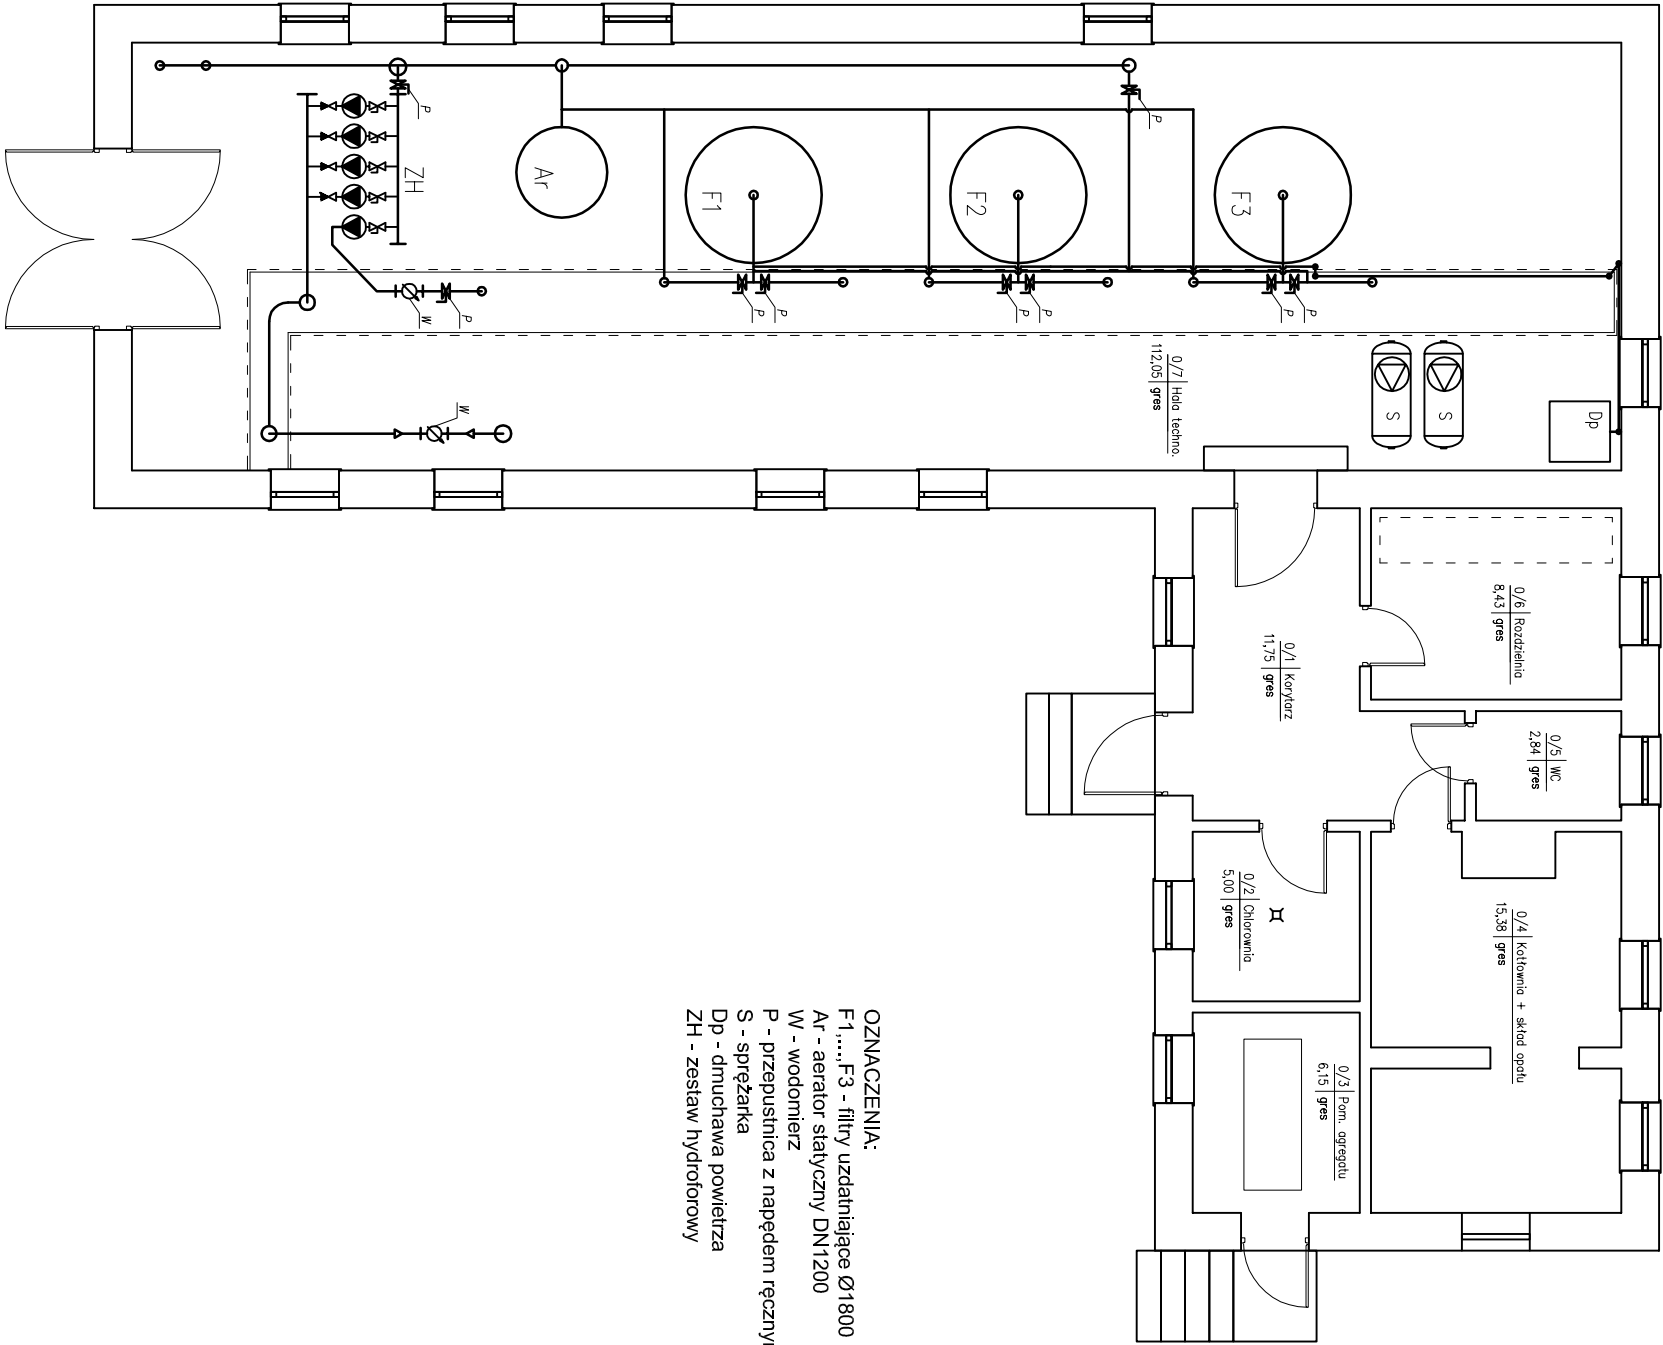 P
ZH
Ar
P
F1
F2
F3
W
P
P
P
P
P
P
P
W
0/7 Hala techno.
112,05 gres
S
S
Dp
0/6 Rozdzielnia
8,43 gres
0/1 Korytarz
11,75 gres
0/5 WC
2,84 gres
0/2 Chlorownia
5,00 gres
0/4 Kotłownia + skład opału
15,38 gres
0/3 Pom. agregatu
6,15 gres
OZNACZENIA:
F1,...,F3 - filtry uzdatniające Ø1800
Ar - aerator statyczny DN1200
W - wodomierz
P - przepustnica z napędem ręczny
S - sprężarka
Dp - dmuchawa powietrza
ZH - zestaw hydroforowy